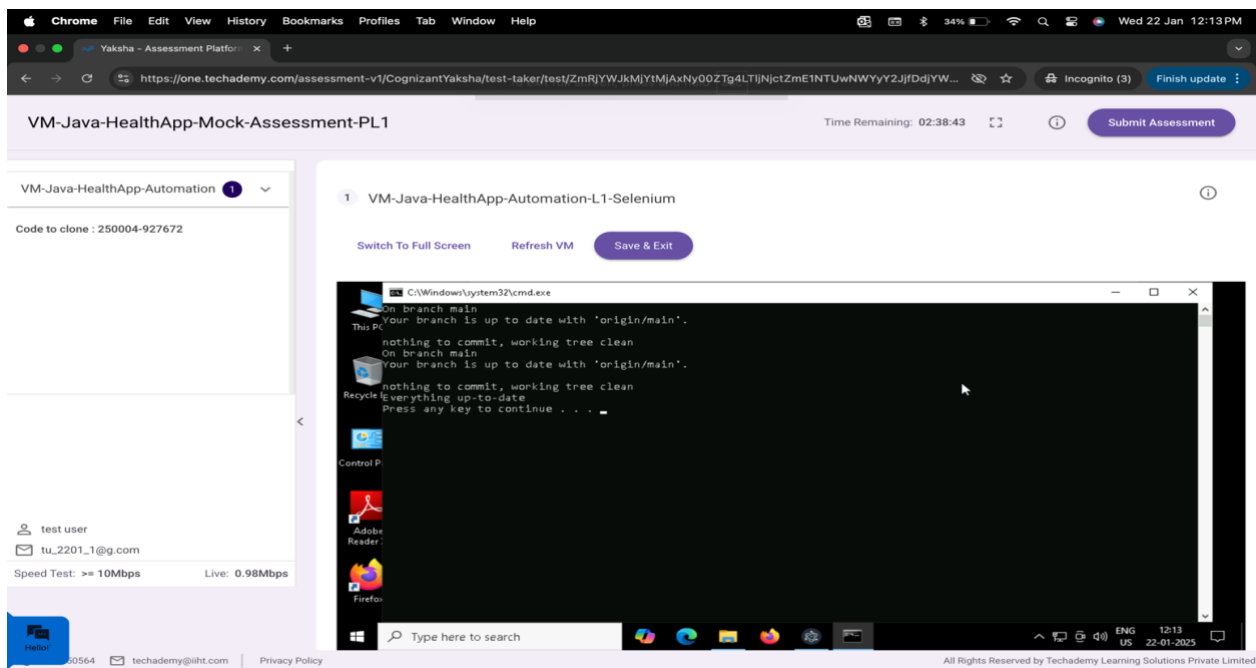 Chrome File Edit View History Bookmarks Profiles Tab Window Help 34% Wed 22 Jan 12:13 PM
Yaksha - Assessment Platform
https://one.techademy.com/assessment-v1/CognizantYaksha/test-taker/test/ZmRjYWJkMjYtMjAxNy00ZTg4LTljNjctZmE1NTUwNWYyY2JjfDdjYW... Incognito (3) Finish update
VM-Java-HealthApp-Mock-Assessment-PL1 Time Remaining: 02:38:43 Submit Assessment
VM-Java-HealthApp-Automation 1
Code to clone : 250004-927672
1 VM-Java-HealthApp-Automation-L1-Selenium
Switch To Full Screen Refresh VM Save & Exit
C:\Windows\system32\cmd.exe
On branch main
Your branch is up to date with 'origin/main'.
nothing to commit, working tree clean
On branch main
Your branch is up to date with 'origin/main'.
nothing to commit, working tree clean
Everything up-to-date
Press any key to continue . . .
This PC
Recycle
Control P
Adobe
Reader
Firefox
test user
tu_2201_1@g.com
Speed Test: >= 10Mbps Live: 0.98Mbps
Type here to search
ENG
US
12:13
22-01-2025
Hello!
60564 techademy@iiht.com Privacy Policy All Rights Reserved by Techademy Learning Solutions Private Limited